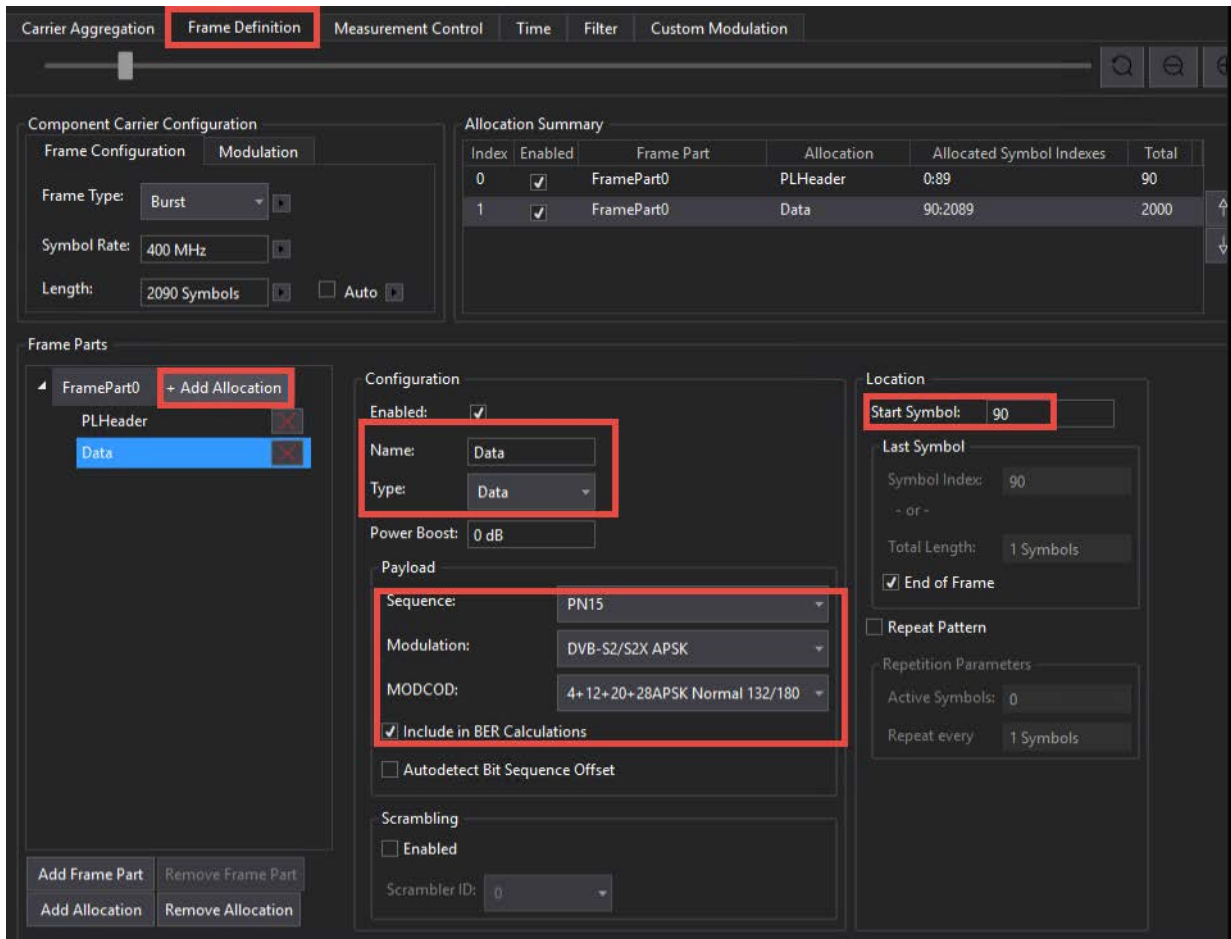 Carrier Aggregation Frame Definition Measurement Control Time Filter Custom Modulation
Component Carrier Configuration
Frame Configuration Modulation
Frame Type: Burst
Symbol Rate: 400 MHz
Length: 2090 Symbols Auto
Allocation Summary
Index Enabled Frame Part Allocation Allocated Symbol Indexes Total
0 FramePart0 PLHeader 0:89 90
1 FramePart0 Data 90:2089 2000
Frame Parts
FramePart0 + Add Allocation
PLHeader
Data
Add Frame Part Remove Frame Part
Add Allocation Remove Allocation
Configuration
Enabled:
Name: Data
Type: Data
Power Boost: 0 dB
Payload
Sequence: PN15
Modulation: DVB-S2/S2X APSK
MODCOD: 4+12+20+28APSK Normal 132/180
Include in BER Calculations
Autodetect Bit Sequence Offset
Scrambling
Enabled
Scrambler ID: 0
Location
Start Symbol: 90
Last Symbol
Symbol Index: 90
- or -
Total Length: 1 Symbols
End of Frame
Repeat Pattern
Repetition Parameters
Active Symbols: 0
Repeat every 1 Symbols